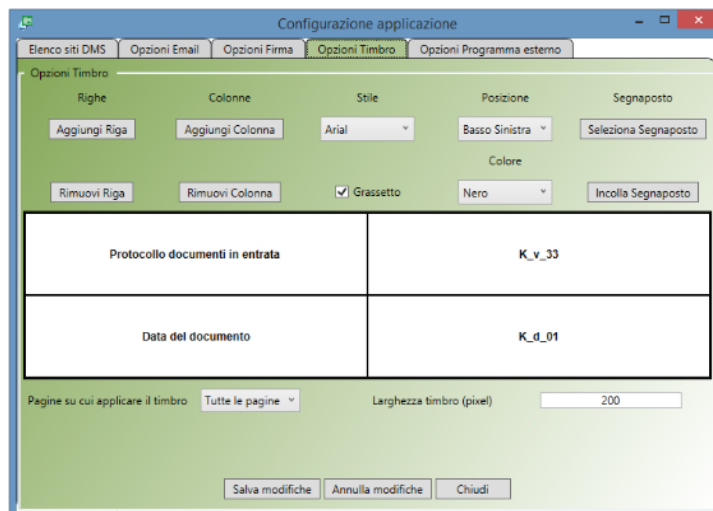 Configurazione applicazione
Elenco siti DMS Opzioni Email Opzioni Firma Opzioni Timbro Opzioni Programma esterno
Opzioni Timbro
Righe Colonne Stile Posizione Segnaposto
Aggiungi Riga Aggiungi Colonna Arial Basso Sinistra Seleziona Segnaposto
Colore
Rimuovi Riga Rimuovi Colonna Grassetto Nero Incolla Segnaposto
Protocollo documenti in entrata K_v_33
Data del documento K_d_01
Pagine su cui applicare il timbro Tutte le pagine Larghezza timbro (pixel) 200
Salva modifiche Annulla modifiche Chiudi